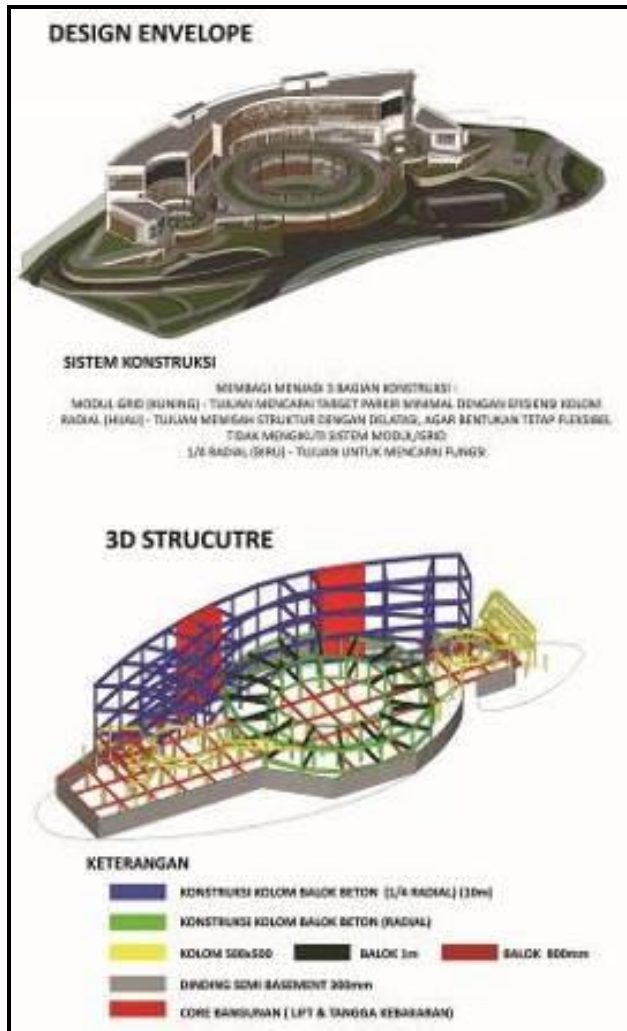 DESIGN ENVELOPE
SISTEM KONSTRUKSI
MEMBAGI MENJADI 3 BAGIAN KONSTRUKSI :
MODUL GRID (KUNING) - TUJUAN MENCAPAI TARGET PARKIR MINIMAL DENGAN EFISIENSI KOLOM
RADIAL (HIJAU) - TUJUAN MEMISAH STRUKTUR DENGAN DELATASI, AGAR BENTUKAN TETAP FLEKSIBEL
TIDAK MENGIKUTI SISTEM MODUL/GRID
1/4 RADIAL (BIRU) - TUJUAN UNTUK MENCAPAI FUNGSI
3D STRUCUTRE
KETERANGAN
KONSTRUKSI KOLOM BALOK BETON (1/4 RADIAL) (10m)
KONSTRUKSI KOLOM BALOK BETON (RADIAL)
KOLOM 500x500 BALOK 1m BALOK 800mm
DINDING SEMI BASEMENT 300mm
CORE BANGUNAN ( LIFT & TANGGA KEBAKARAN)